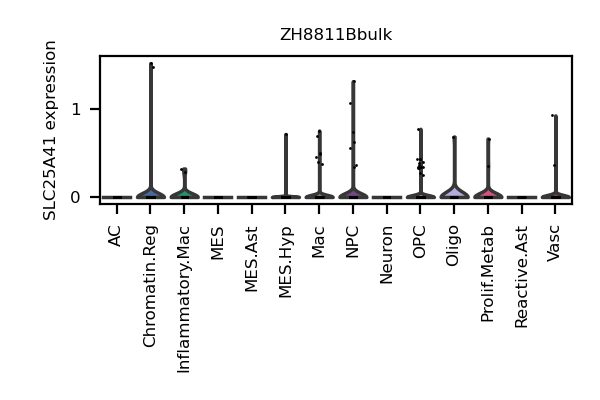 ZH8811Bbulk
SLC25A41 expression
1
0
AC
Chromatin.Reg
Inflammatory.Mac
MES
MES.Ast
MES.Hyp
Mac
NPC
Neuron
OPC
Oligo
Prolif.Metab
Reactive.Ast
Vasc